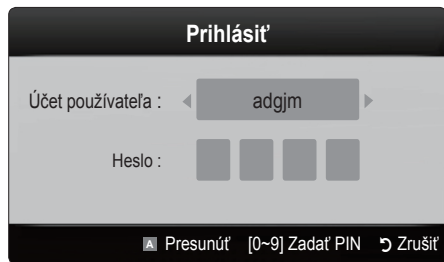 Prihlásiť
Účet používateľa : adgjm
Heslo :
A Presunúť [0~9] Zadať PIN Zrušiť